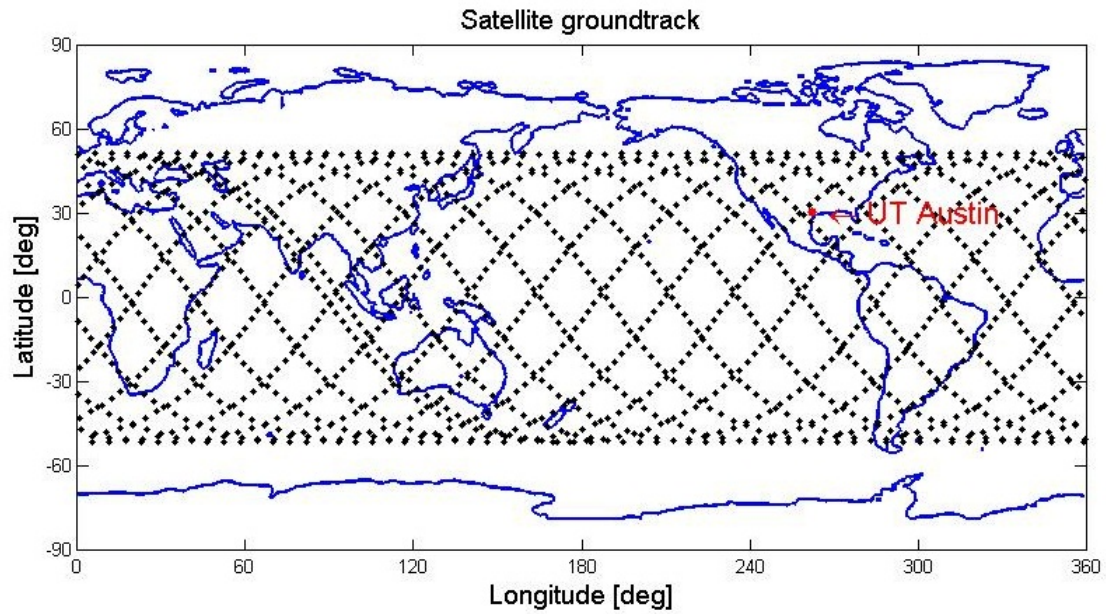 Satellite groundtrack
90
60
30
← UT Austin
0
-30
-60
-90
Latitude [deg]
0 60 120 180 240 300 360
Longitude [deg]